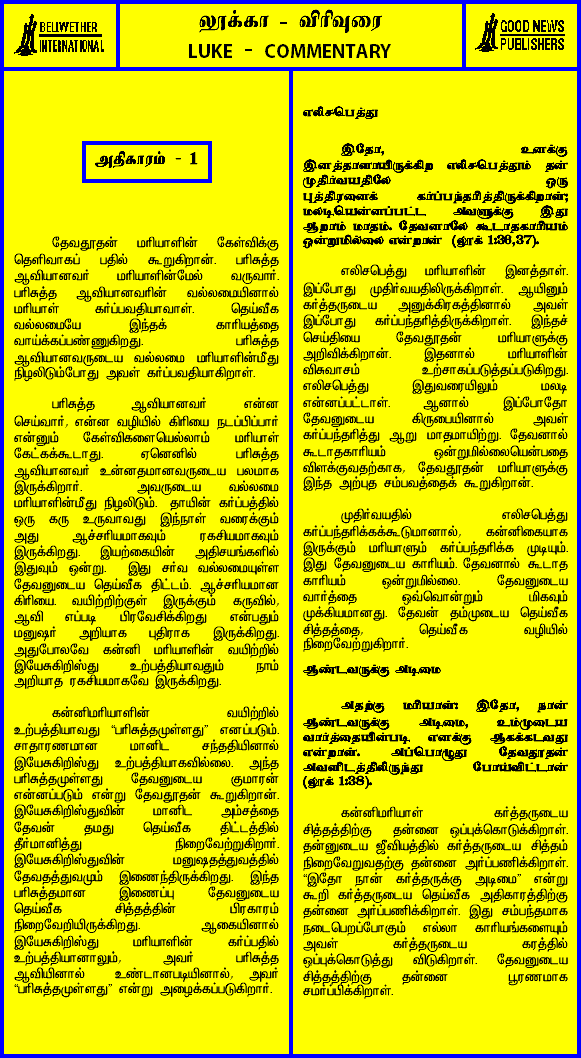 BELLWETHER
INTERNATIONAL
லூக்கா - விரிவுரை
LUKE - COMMENTARY
GOOD NEWS
PUBLISHERS
அதிகாரம் - 1
தேவதூதன் மரியாளின் கேள்விக்கு
தெளிவாகப் பதில் கூறுகிறான். பரிசுத்த
ஆவியானவர் மரியாளின்மேல் வருவார்.
பரிசுத்த ஆவியானவரின் வல்லமையினால்
மரியாள் கர்ப்பவதியாவாள். தெய்வீக
வல்லமையே இந்தக் காரியத்தை
வாய்க்கப்பண்ணுகிறது. பரிசுத்த
ஆவியானவருடைய வல்லமை மரியாளின்மீது
நிழலிடும்போது அவள் கர்ப்பவதியாகிறாள்.
பரிசுத்த ஆவியானவர் என்ன
செய்வார், என்ன வழியில் கிரியை நடப்பிப்பார்
என்னும் கேள்விகளையெல்லாம் மரியாள்
கேட்கக்கூடாது. ஏனெனில் பரிசுத்த
ஆவியானவர் உன்னதமானவருடைய பலமாக
இருக்கிறார். அவருடைய வல்லமை
மரியாளின்மீது நிழலிடும். தாயின் கர்ப்பத்தில்
ஒரு கரு உருவாவது இந்நாள் வரைக்கும்
அது ஆச்சரியமாகவும் ரகசியமாகவும்
இருக்கிறது. இயற்கையின் அதிசயங்களில்
இதுவும் ஒன்று. இது சர்வ வல்லமையுள்ள
தேவனுடைய தெய்வீக திட்டம். ஆச்சரியமான
கிரியை. வயிற்றிற்குள் இருக்கும் கருவில்,
ஆவி எப்படி பிரவேசிக்கிறது என்பதும்
மனுஷர் அறியாக புதிராக இருக்கிறது.
அதுபோலவே கன்னி மரியாளின் வயிற்றில்
இயேசுகிறிஸ்து உற்பத்தியாவதும் நாம்
அறியாத ரகசியமாகவே இருக்கிறது.
கன்னிமரியாளின் வயிற்றில்
உற்பத்தியாவது “பரிசுத்தமுள்ளது” எனப்படும்.
சாதாரணமான மானிட சந்ததியினால்
இயேசுகிறிஸ்து உற்பத்தியாகவில்லை. அந்த
பரிசுத்தமுள்ளது தேவனுடைய குமாரன்
என்னப்படும் என்று தேவதூதன் கூறுகிறான்.
இயேசுகிறிஸ்துவின் மானிட அம்சத்தை
தேவன் தமது தெய்வீக திட்டத்தில்
தீர்மானித்து நிறைவேற்றுகிறார்.
இயேசுகிறிஸ்துவின் மனுஷதத்துவத்தில்
தேவதத்துவமும் இணைந்திருக்கிறது. இந்த
பரிசுத்தமான இணைப்பு தேவனுடைய
தெய்வீக சித்தத்தின் பிரகாரம்
நிறைவேறியிருக்கிறது. ஆகையினால்
இயேசுகிறிஸ்து மரியாளின் கர்ப்பதில்
உற்பத்தியானாலும், அவர் பரிசுத்த
ஆவியினால் உண்டானபடியினால், அவர்
“பரிசுத்தமுள்ளது” என்று அழைக்கப்படுகிறார்.
எலிசபெத்து
இதோ, உனக்கு
இனத்தாளாயிருக்கிற எலிசபெத்தும் தன்
முதிர்வயதிலே ஒரு
புத்திரனைக் கர்ப்பந்தரித்திருக்கிறாள்;
மலடியென்னப்பட்ட அவளுக்கு இது
ஆறாம் மாதம். தேவனாலே கூடாதகாரியம்
ஒன்றுமில்லை என்றான் (லூக் 1:36,37).
எலிசபெத்து மரியாளின் இனத்தாள்.
இப்போது முதிர்வயதிலிருக்கிறாள். ஆயினும்
கர்த்தருடைய அனுக்கிரகத்தினால் அவள்
இப்போது கர்ப்பந்தரித்திருக்கிறாள். இந்தச்
செய்தியை தேவதூதன் மரியாளுக்கு
அறிவிக்கிறான். இதனால் மரியாளின்
விசுவாசம் உற்சாகப்படுத்தப்படுகிறது.
எலிசபெத்து இதுவரையிலும் மலடி
என்னப்பட்டாள். ஆனால் இப்போதோ
தேவனுடைய கிருபையினால் அவள்
கர்ப்பந்தரித்து ஆறு மாதமாயிற்று. தேவனால்
கூடாதகாரியம் ஒன்றுமில்லையென்பதை
விளக்குவதற்காக, தேவதூதன் மரியாளுக்கு
இந்த அற்புத சம்பவத்தைக் கூறுகிறான்.
முதிர்வயதில் எலிசபெத்து
கர்ப்பந்தரிக்கக்கூடுமானால், கன்னிகையாக
இருக்கும் மரியாளும் கர்ப்பந்தரிக்க முடியும்.
இது தேவனுடைய காரியம். தேவனால் கூடாத
காரியம் ஒன்றுமில்லை. தேவனுடைய
வார்த்தை ஒவ்வொன்றும் மிகவும்
முக்கியமானது. தேவன் தம்முடைய தெய்வீக
சித்தத்தை, தெய்வீக வழியில்
நிறைவேற்றுகிறார்.
ஆண்டவருக்கு அடிமை
அதற்கு மரியாள்: இதோ, நான்
ஆண்டவருக்கு அடிமை, உம்முடைய
வார்த்தையின்படி எனக்கு ஆகக்கடவது
என்றாள். அப்பொழுது தேவதூதன்
அவளிடத்திலிருந்து போய்விட்டான்
(லூக் 1:38).
கன்னிமரியாள் கர்த்தருடைய
சித்தத்திற்கு தன்னை ஒப்புக்கொடுக்கிறாள்.
தன்னுடைய ஜீவியத்தில் கர்த்தருடைய சித்தம்
நிறைவேறுவதற்கு தன்னை அர்ப்பணிக்கிறாள்.
“இதோ நான் கர்த்தருக்கு அடிமை” என்று
கூறி கர்த்தருடைய தெய்வீக அதிகாரத்திற்கு
தன்னை அர்ப்பணிக்கிறாள். இது சம்பந்தமாக
நடைபெறப்போகும் எல்லா காரியங்களையும்
அவள் கர்த்தருடைய கரத்தில்
ஒப்புக்கொடுத்து விடுகிறாள். தேவனுடைய
சித்தத்திற்கு தன்னை பூரணமாக
சமர்ப்பிக்கிறாள்.